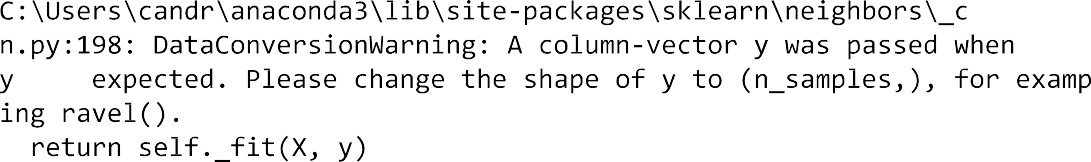 C:\Users\candr\anaconda3\lib\site-packages\sklearn\neighbors\_c
n.py:198: DataConversionWarning: A column-vector y was passed when
y expected. Please change the shape of y to (n_samples,), for examp
ing ravel().
return self._fit(X, y)